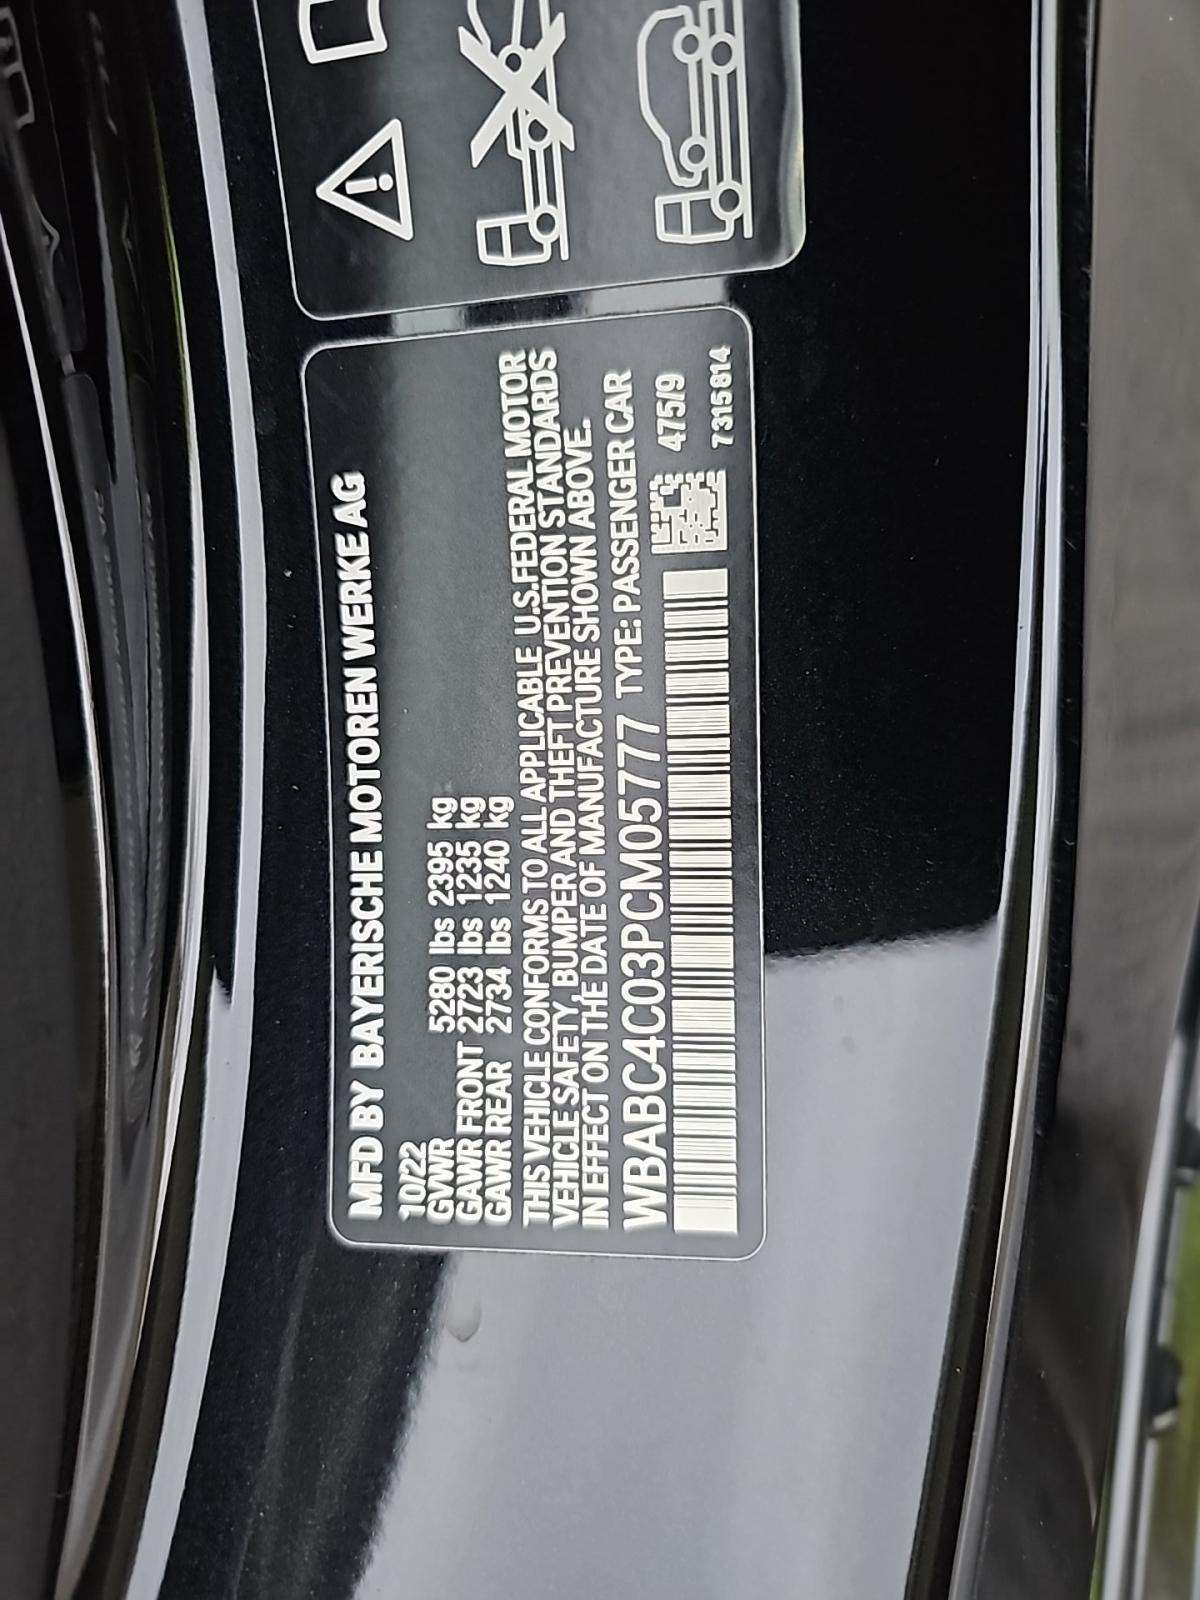 MFD BY BAYERISCHE MOTOREN WERKE AG
10/22
GVWR 5280 lbs 2395 kg
GAWR FRONT 2723 lbs 1235 kg
GAWR REAR 2734 lbs 1240 kg
THIS VEHICLE CONFORMS TO ALL APPLICABLE U.S.FEDERAL MOTOR
VEHICLE SAFETY, BUMPER AND THEFT PREVENTION STANDARDS
IN EFFECT ON THE DATE OF MANUFACTURE SHOWN ABOVE.
WBABC4C03PCM05777 TYPE: PASSENGER CAR
475/9
7315814